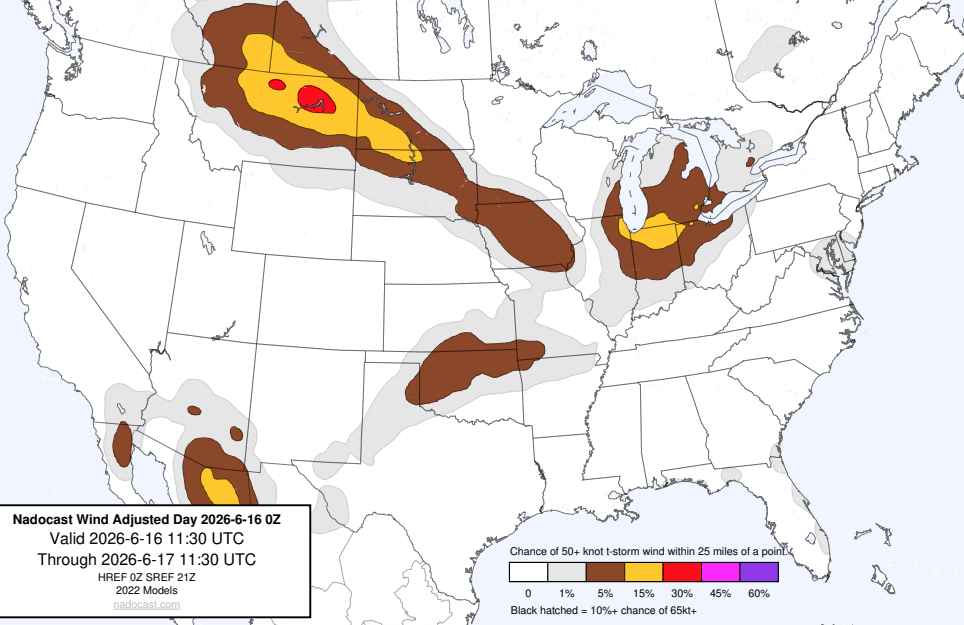 Nadocast Wind Adjusted Day 2026-6-16 0Z
Valid 2026-6-16 11:30 UTC
Through 2026-6-17 11:30 UTC
HREF 0Z SREF 21Z
2022 Models
nadocast.com
Chance of 50+ knot t-storm wind within 25 miles of a point.
0 1% 5% 15% 30% 45% 60%
Black hatched = 10%+ chance of 65kt+